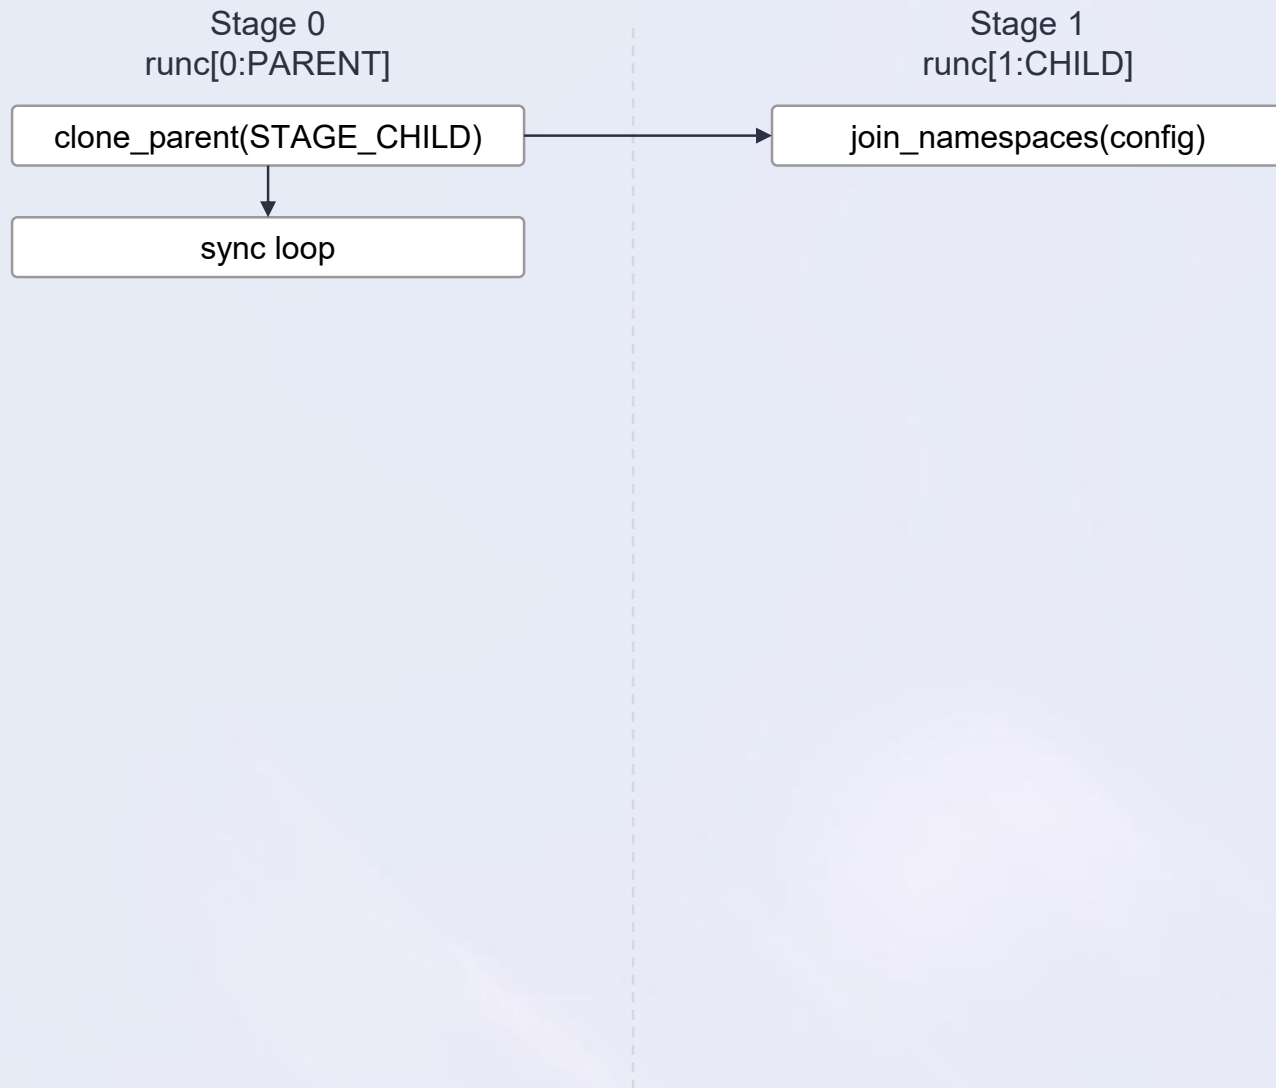 Stage 0
runc[0:PARENT]
Stage 1
runc[1:CHILD]
clone_parent(STAGE_CHILD)
join_namespaces(config)
sync loop